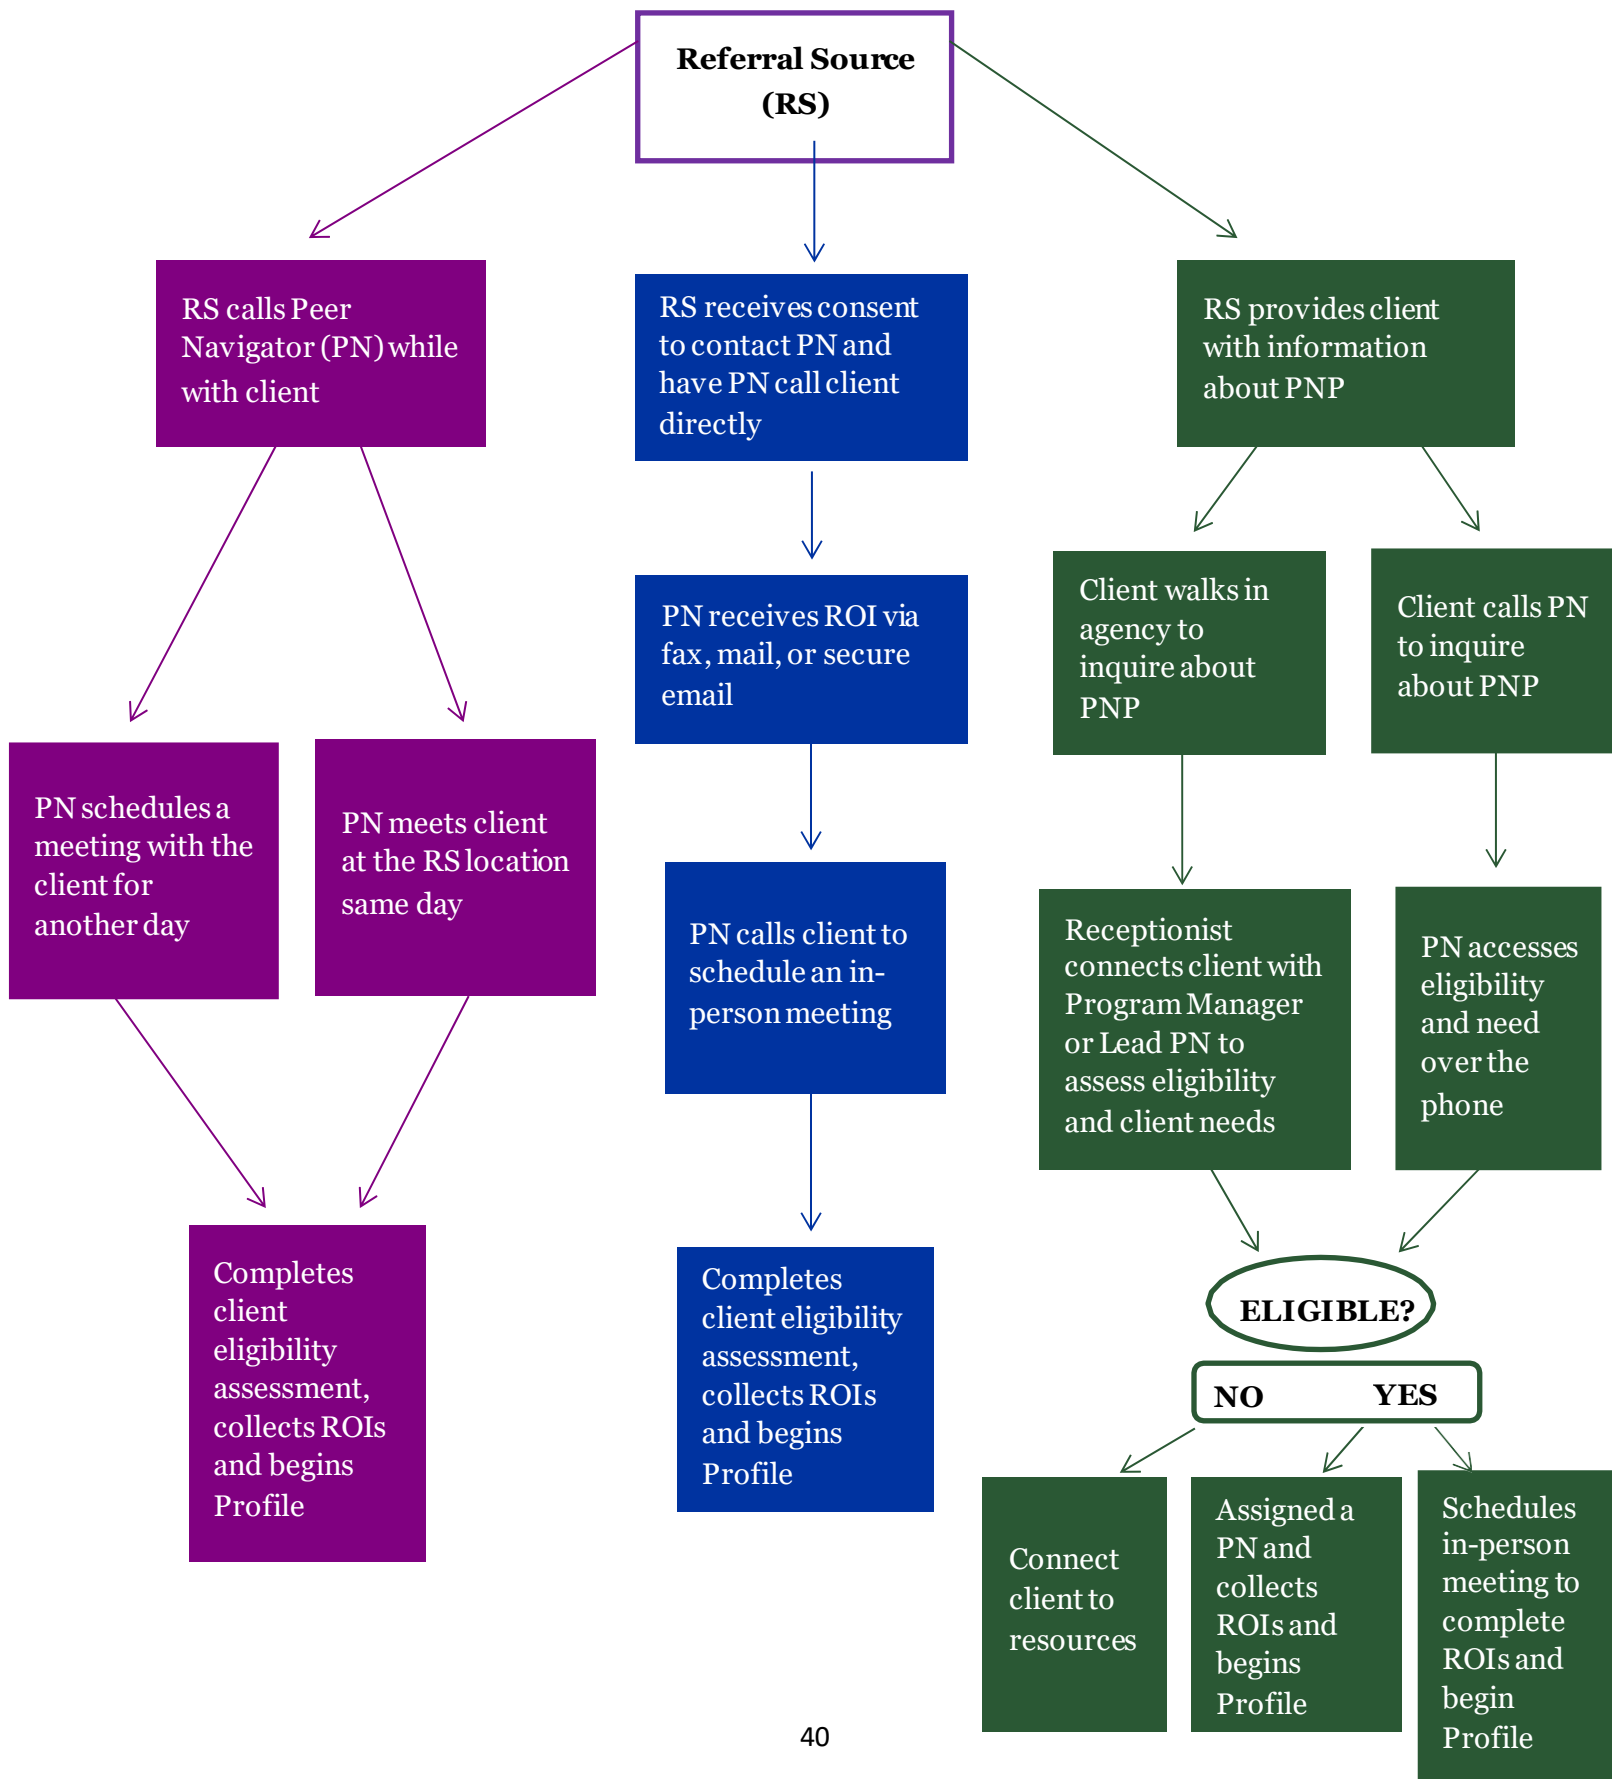 Referral Source
(RS)
RS calls Peer
Navigator (PN) while
with client
RS receives consent
to contact PN and
have PN call client
directly
RS provides client
with information
about PNP
PN receives ROI via
fax, mail, or secure
email
Client walks in
agency to
inquire about
PNP
Client calls PN
to inquire
about PNP
PN schedules a
meeting with the
client for
another day
PN meets client
at the RS location
same day
PN calls client to
schedule an in-
person meeting
Receptionist
connects client with
Program Manager
or Lead PN to
assess eligibility
and client needs
PN accesses
eligibility
and need
over the
phone
Completes
client
eligibility
assessment,
collects ROIs
and begins
Profile
Completes
client eligibility
assessment,
collects ROIs
and begins
Profile
ELIGIBLE?
NO YES
Connect
client to
resources
Assigned a
PN and
collects
ROIs and
begins
Profile
Schedules
in-person
meeting to
complete
ROIs and
begin
Profile
40